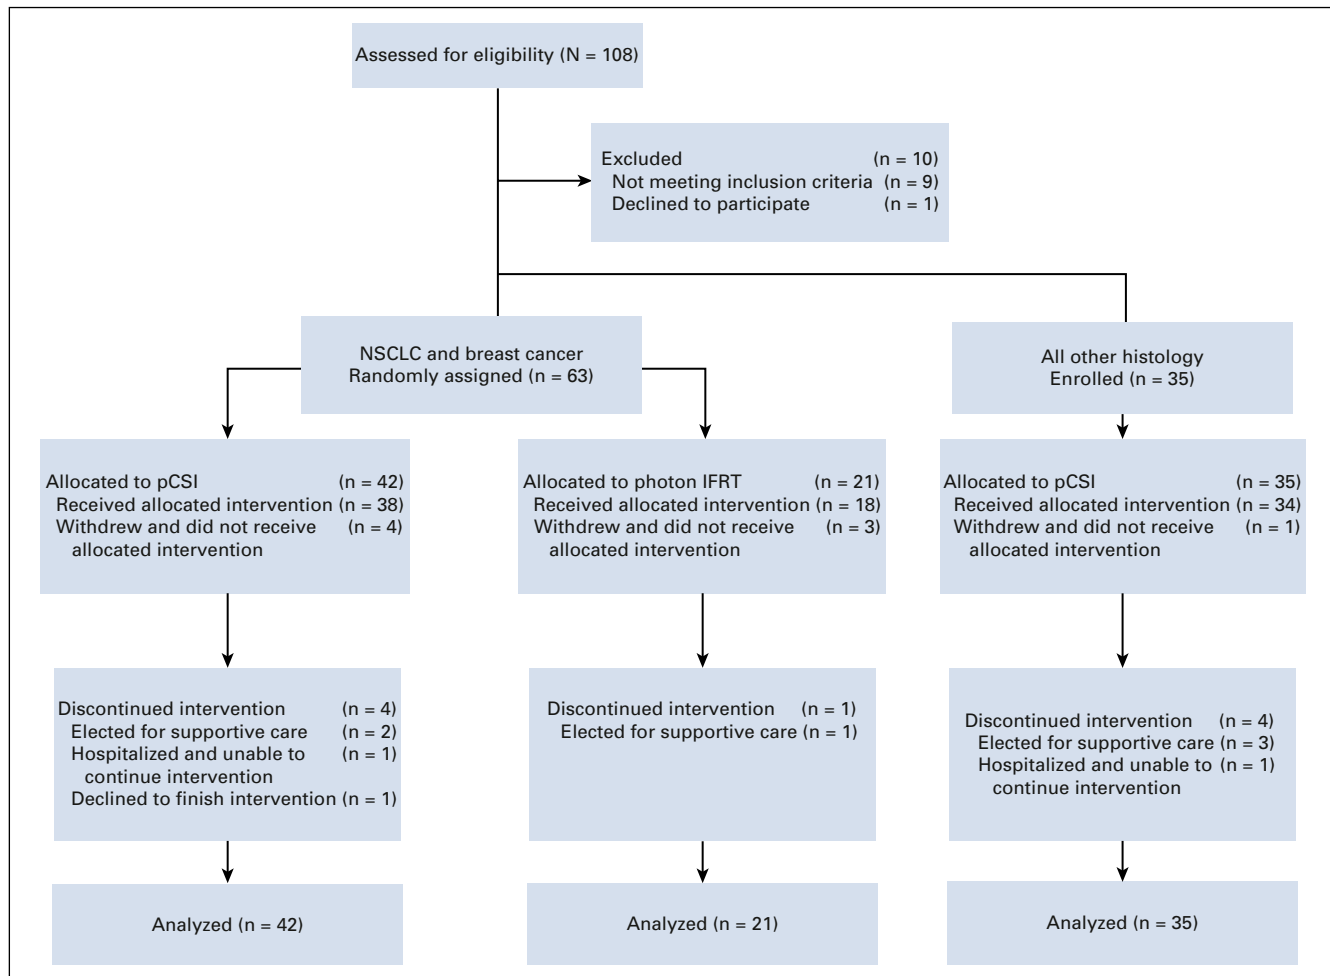 Assessed for eligibility (N = 108)
Excluded (n = 10)
Not meeting inclusion criteria (n = 9)
Declined to participate (n = 1)
NSCLC and breast cancer
Randomly assigned (n = 63)
All other histology
Enrolled (n = 35)
Allocated to pCSI (n = 42)
Received allocated intervention (n = 38)
Withdrew and did not receive (n = 4)
allocated intervention
Allocated to photon IFRT (n = 21)
Received allocated intervention (n = 18)
Withdrew and did not receive (n = 3)
allocated intervention
Allocated to pCSI (n = 35)
Received allocated intervention (n = 34)
Withdrew and did not receive (n = 1)
allocated intervention
Discontinued intervention (n = 4)
Elected for supportive care (n = 2)
Hospitalized and unable to (n = 1)
continue intervention
Declined to finish intervention (n = 1)
Discontinued intervention (n = 1)
Elected for supportive care (n = 1)
Discontinued intervention (n = 4)
Elected for supportive care (n = 3)
Hospitalized and unable to (n = 1)
continue intervention
Analyzed (n = 42)
Analyzed (n = 21)
Analyzed (n = 35)